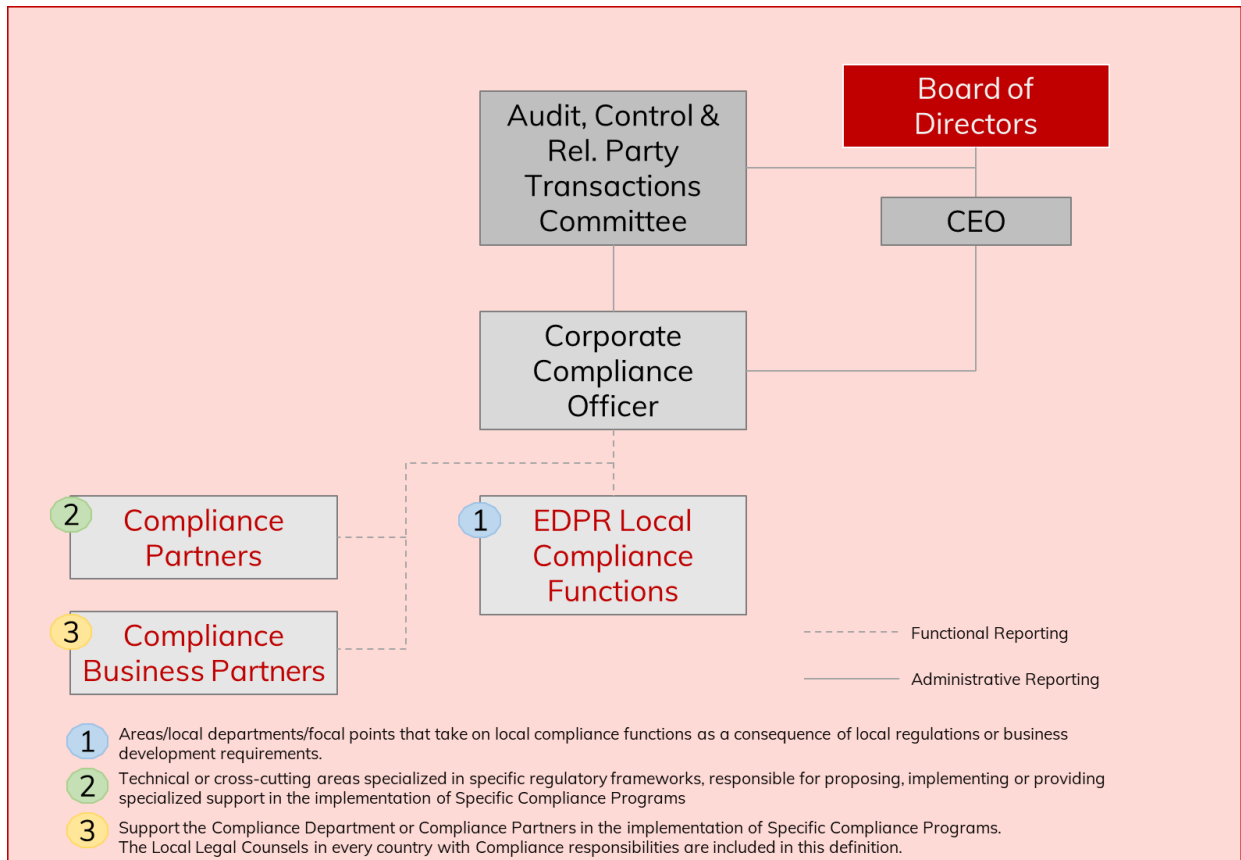 Audit, Control &
Rel. Party
Transactions
Committee
Board of
Directors
CEO
Corporate
Compliance
Officer
2
Compliance
Partners
1
EDPR Local
Compliance
Functions
3
Compliance
Business Partners
Functional Reporting
Administrative Reporting
1
Areas/local departments/focal points that take on local compliance functions as a consequence of local regulations or business
development requirements.
2
Technical or cross-cutting areas specialized in specific regulatory frameworks, responsible for proposing, implementing or providing
specialized support in the implementation of Specific Compliance Programs
3
Support the Compliance Department or Compliance Partners in the implementation of Specific Compliance Programs.
The Local Legal Counsels in every country with Compliance responsibilities are included in this definition.